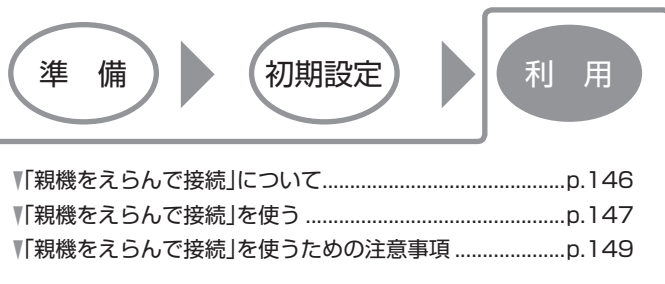 準 備 初期設定 利 用
▼「親機をえらんで接続」について............................................p.146
▼「親機をえらんで接続」を使う...............................................p.147
▼「親機をえらんで接続」を使うための注意事項....................p.149